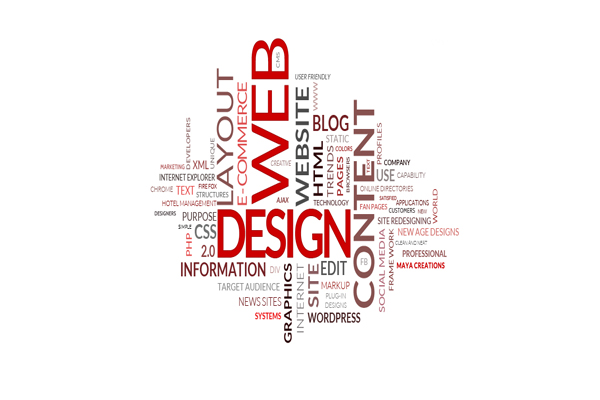 CMS
WEB
USER FRIENDLY
WWW
LAYOUT
E-COMMERCE
WEBSITE
BLOG
CONTENT
DEVELOPERS
UNIQUE
STATIC
COLORS
HTML
TRENDS
PAGES
BROWSERS
PROFILES
MARKETING
XML
CREATIVE
TEXT
COMPANY
INTERNET EXPLORER
USE
CAPABILITY
CHROME
TEXT
FIRE FOX
STRUCTURES
ONLINE DIRECTORIES
HOTEL MANAGEMENT
AJAX
TECHNOLOGY
SATISFIED
FAN PAGES
APPLICATIONS
WORLD
DESIGNERS
PURPOSE
DESIGN
CUSTOMERS
NEW
SITE REDESIGNING
SIMPLE
CSS
PHP
2.0
SOCIAL MEDIA
FRAME WORK
NEW AGE DESIGNS
CLEAN AND NEAT
PROFESSIONAL
INFORMATION
DIV
GRAPHICS
INTERNET
SITE
EDIT
FB
MAYA CREATIONS
TARGET AUDIENCE
MARKUP
NEWS SITES
PLUG-IN
DESIGNS
SYSTEMS
WORDPRESS